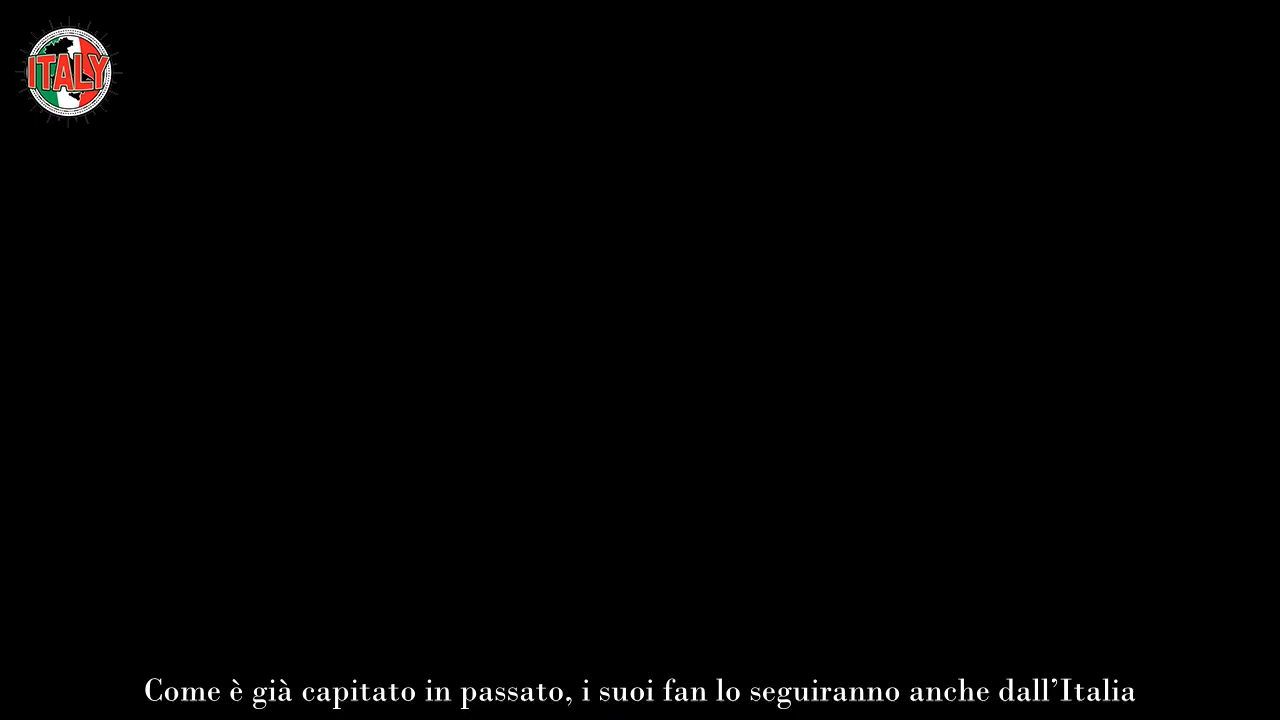 ITALY
Come è già capitato in passato, i suoi fan lo seguiranno anche dall’Italia